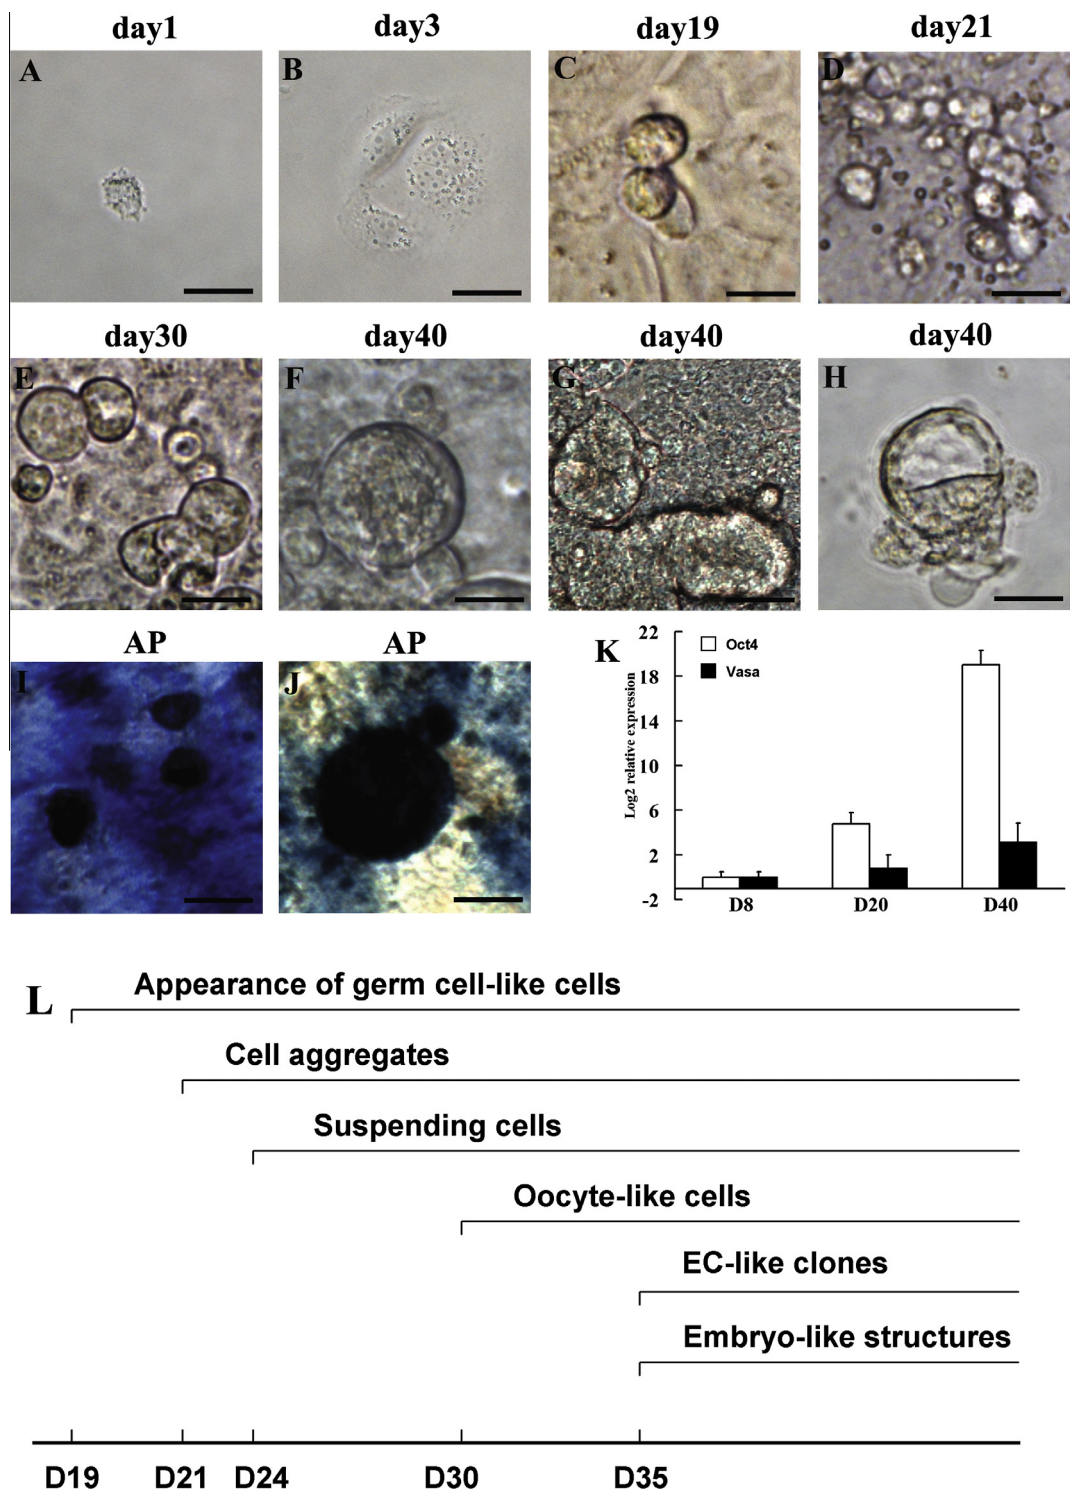 day1
day3
day19
day21
A
B
C
D
day30
day40
day40
day40
E
F
G
H
AP
AP
I
J
K
Oct4
Vasa
Log2 relative expression
22
18
14
10
6
2
-2
D8
D20
D40
L
Appearance of germ cell-like cells
Cell aggregates
Suspending cells
Oocyte-like cells
EC-like clones
Embryo-like structures
D19
D21
D24
D30
D35